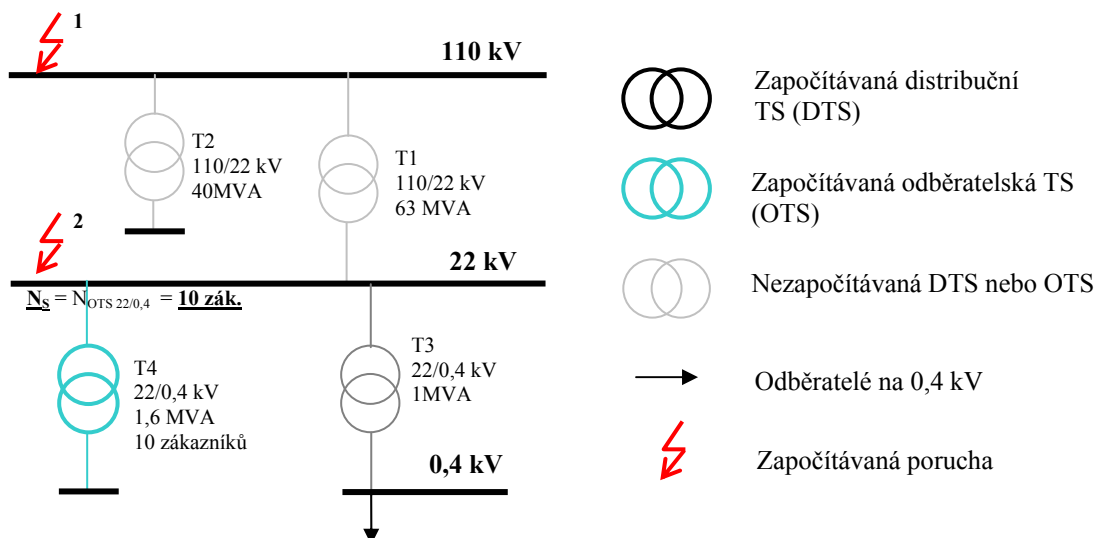 1
110 kV
T2
110/22 kV
40MVA
T1
110/22 kV
63 MVA
2
22 kV
NS = NOTS 22/0,4 = 10 zák.
T4
22/0,4 kV
1,6 MVA
10 zákazníků
T3
22/0,4 kV
1MVA
0,4 kV
Započítávaná distribuční
TS (DTS)
Započítávaná odběratelská TS
(OTS)
Nezapočítávaná DTS nebo OTS
Odběratelé na 0,4 kV
Započítávaná porucha